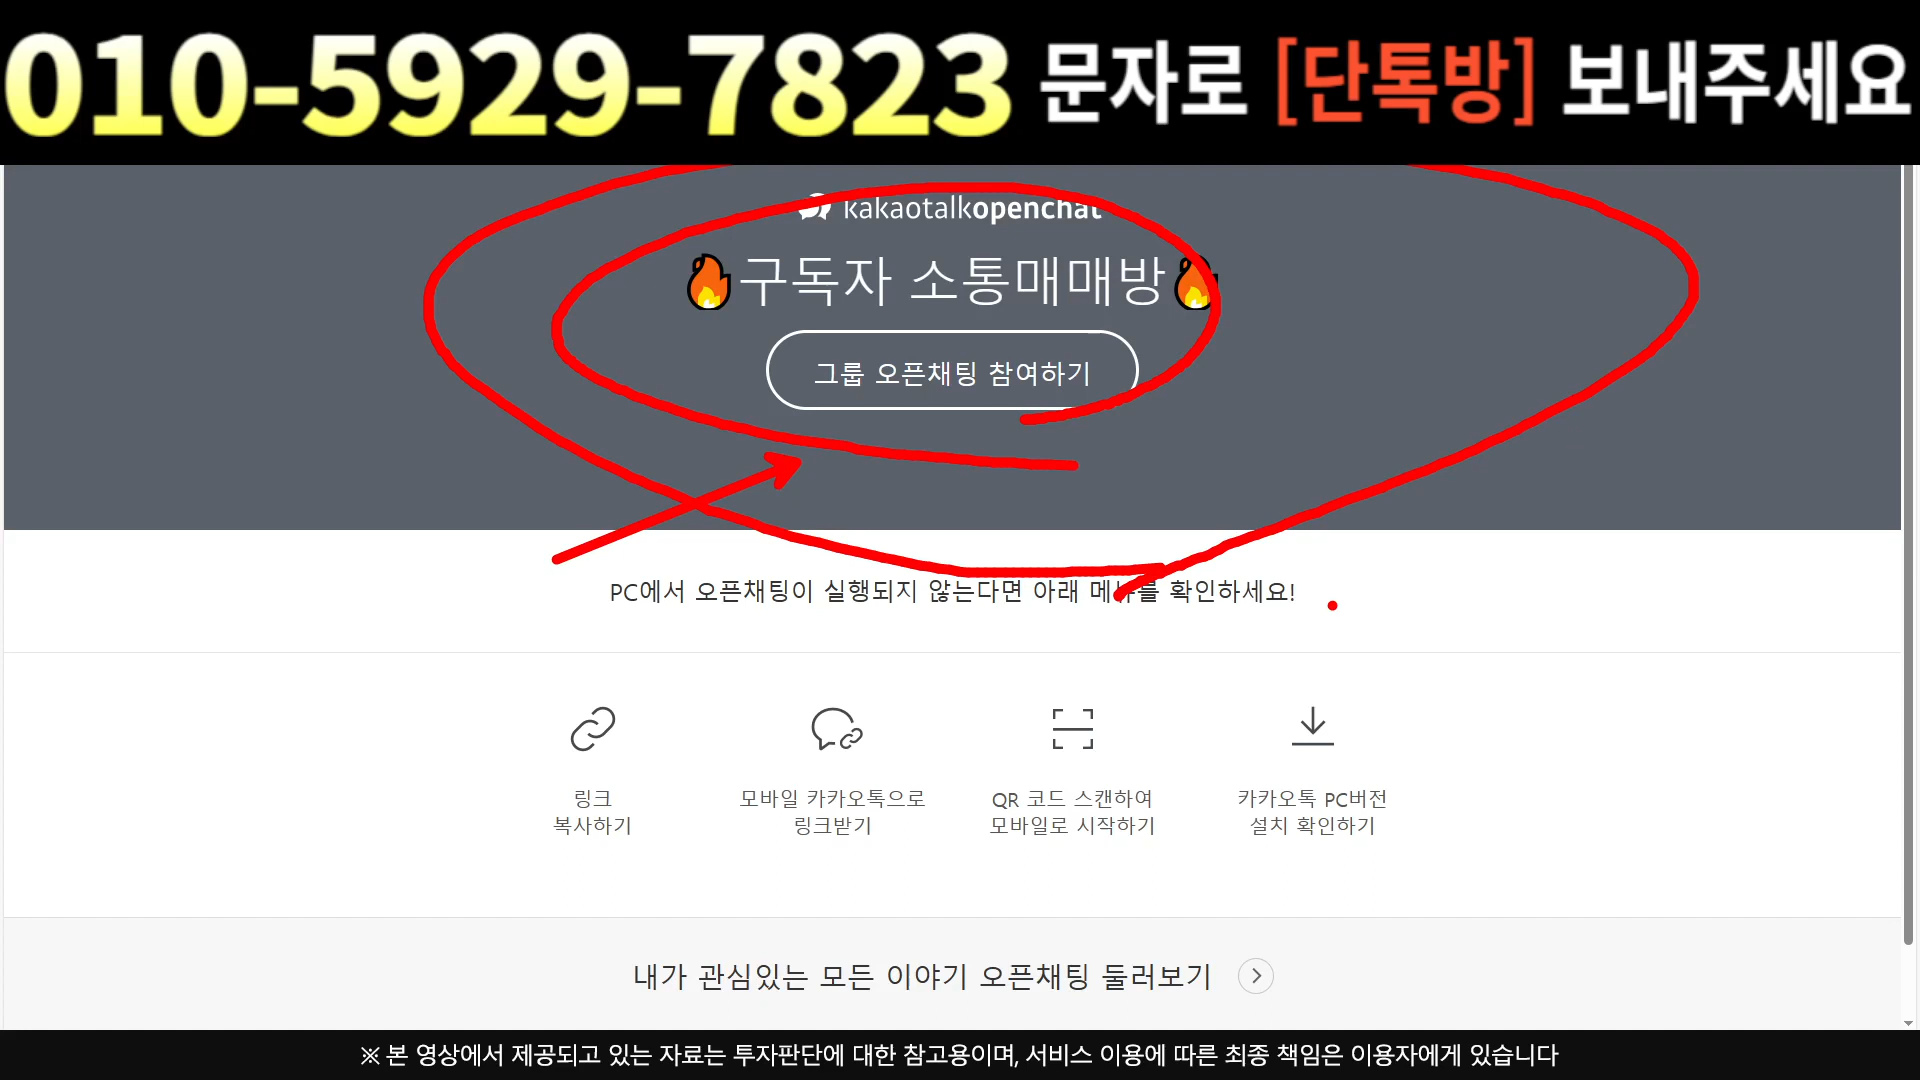 010-5929-7823 문자로 [단톡방] 보내주세요
kakaotalkopenchat
🔥구독자 소통매매방🔥
그룹 오픈채팅 참여하기
PC에서 오픈채팅이 실행되지 않는다면 아래 메뉴를 확인하세요!
링크
복사하기
모바일 카카오톡으로
링크받기
QR 코드 스캔하여
모바일로 시작하기
카카오톡 PC버전
설치 확인하기
내가 관심있는 모든 이야기 오픈채팅 둘러보기
※ 본 영상에서 제공되고 있는 자료는 투자판단에 대한 참고용이며, 서비스 이용에 따른 최종 책임은 이용자에게 있습니다